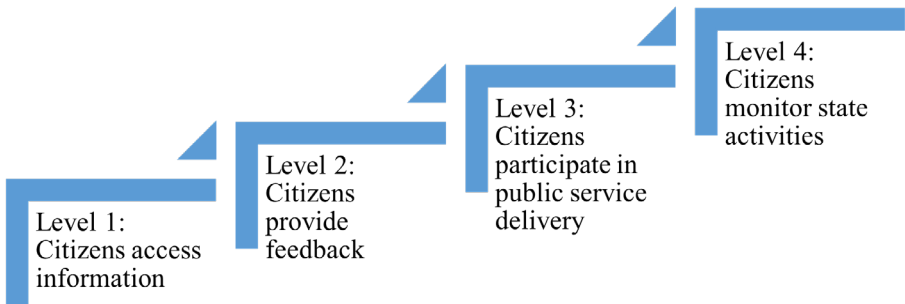 Level 1:
Citizens access
information
Level 2:
Citizens
provide
feedback
Level 3:
Citizens
participate in
public service
delivery
Level 4:
Citizens
monitor state
activities